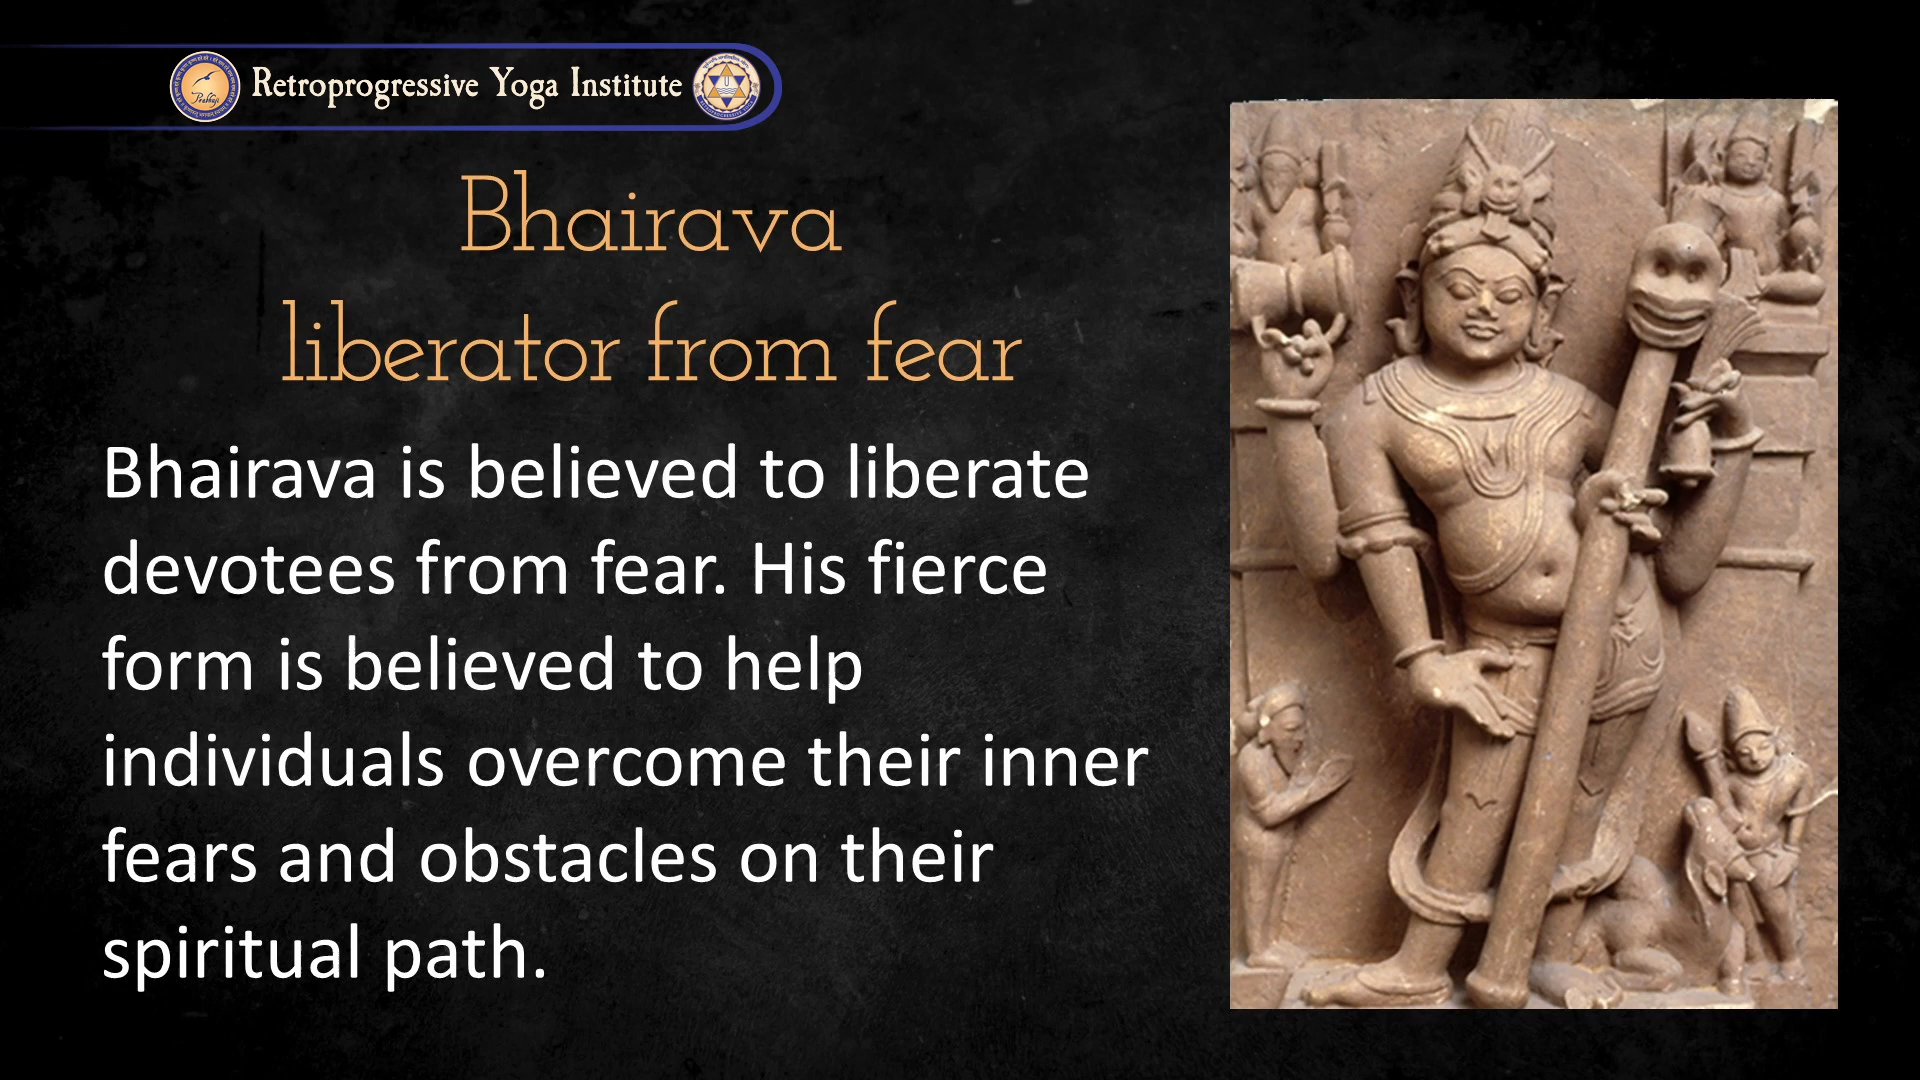 Retroprogressive Yoga Institute
Prabhuji
Bhairava
liberator from fear
Bhairava is believed to liberate
devotees from fear. His fierce
form is believed to help
individuals overcome their inner
fears and obstacles on their
spiritual path.